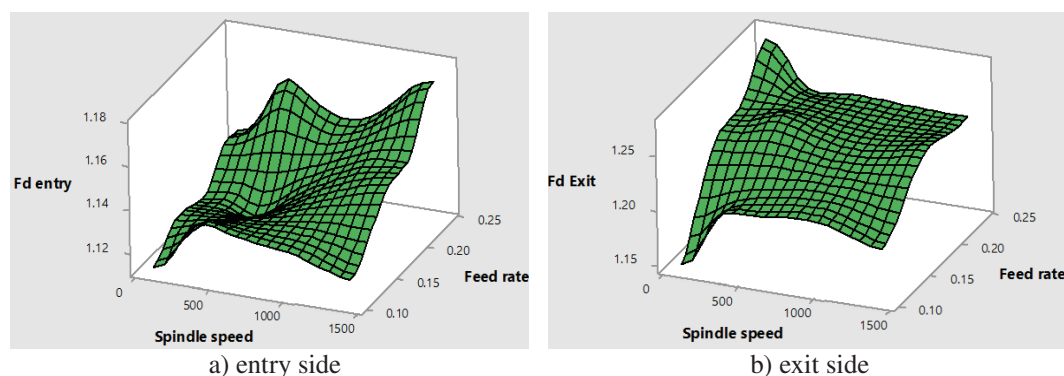 1.18
1.16
Fd entry
1.14
1.12
0
500
1000
1500
Spindle speed
0.25
0.20
Feed rate
0.15
0.10
a) entry side
1.25
Fd Exit
1.20
1.15
0
500
1000
1500
Spindle speed
0.25
0.20
Feed rate
0.15
0.10
b) exit side